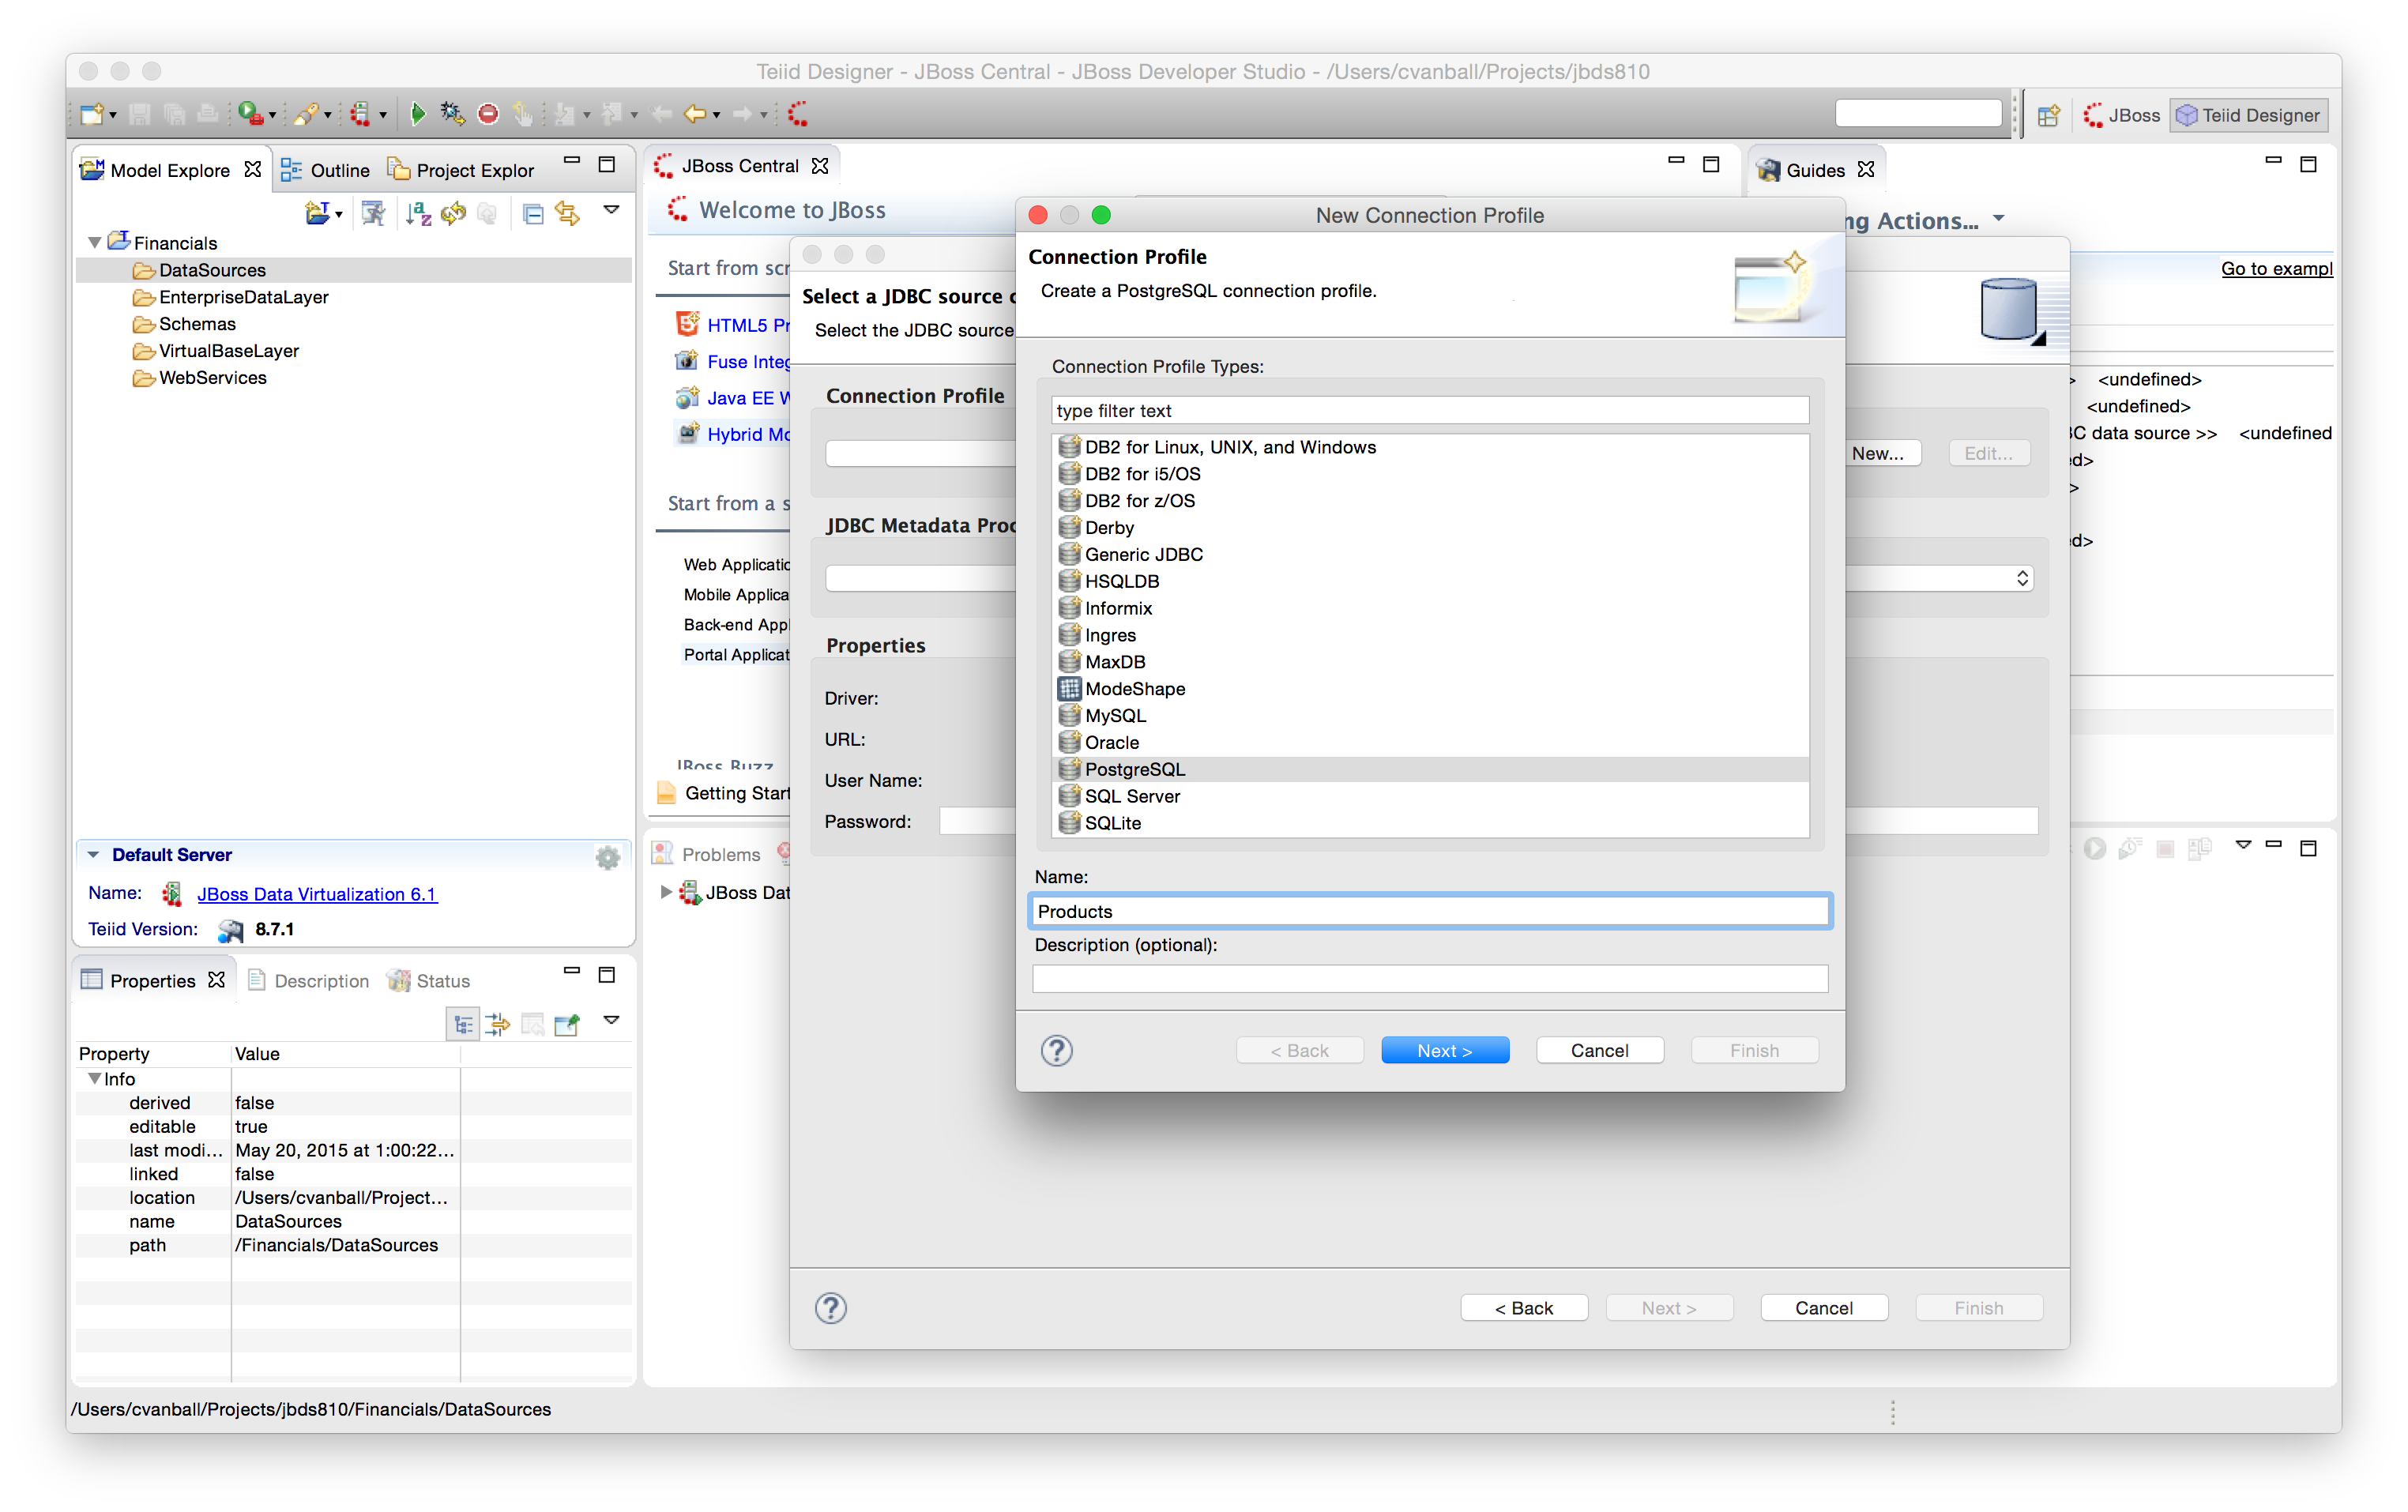 Teiid Designer - JBoss Central - JBoss Developer Studio - /Users/cvanball/Projects/jbds810
JBoss
Teiid Designer
Model Explore
Outline
Project Explor
Financials
DataSources
EnterpriseDataLayer
Schemas
VirtualBaseLayer
WebServices
Default Server
Name: JBoss Data Virtualization 6.1
Teiid Version: 8.7.1
Properties
Description
Status
Property Value
Info
derived false
editable true
last modi... May 20, 2015 at 1:00:22...
linked false
location /Users/cvanball/Project...
name DataSources
path /Financials/DataSources
/Users/cvanball/Projects/jbds810/Financials/DataSources
JBoss Central
Welcome to JBoss
Start from scr
HTML5 Pr
Fuse Integ
Java EE W
Hybrid Mo
Start from a s
Web Applicatio
Mobile Applica
Back-end Appl
Portal Applicat
JBoss Buzz
Getting Start
Problems
JBoss Dat
Select a JDBC source c
Select the JDBC source
Connection Profile
New...
Edit...
JDBC Metadata Proc
Properties
Driver:
URL:
User Name:
Password:
< Back
Next >
Cancel
Finish
New Connection Profile
Connection Profile
Create a PostgreSQL connection profile.
Connection Profile Types:
type filter text
DB2 for Linux, UNIX, and Windows
DB2 for i5/OS
DB2 for z/OS
Derby
Generic JDBC
HSQLDB
Informix
Ingres
MaxDB
ModeShape
MySQL
Oracle
PostgreSQL
SQL Server
SQLite
Name:
Products
Description (optional):
< Back
Next >
Cancel
Finish
Guides
ng Actions...
Go to exampl
> <undefined>
<undefined>
C data source >> <undefined
d>
>
d>